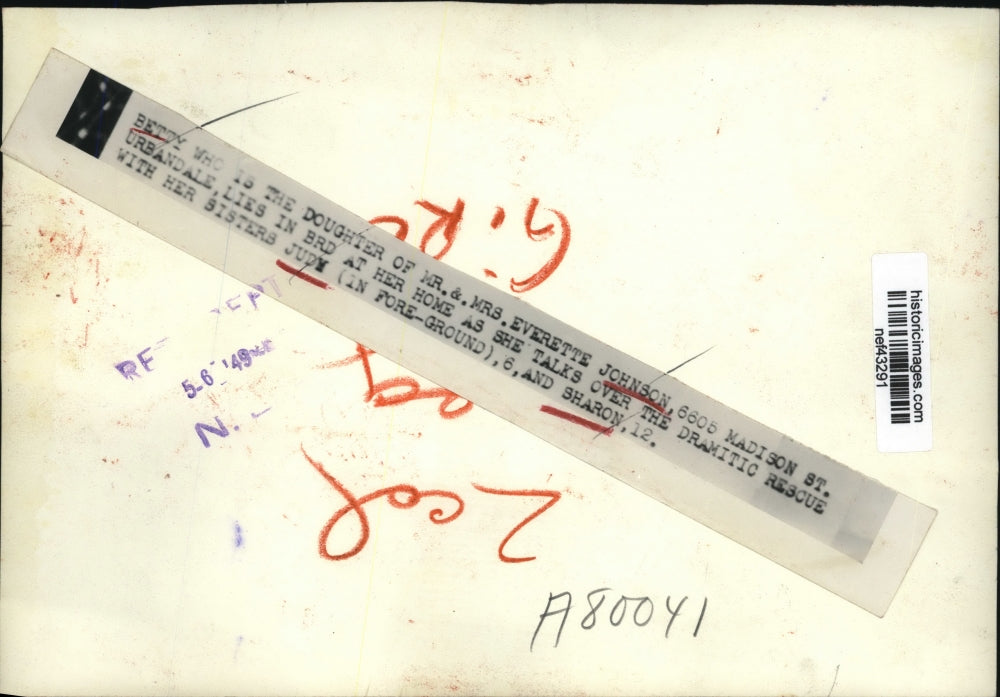 BETTY WHO IS THE DOUGHTER OF MR.&.MRS.EVERETTE JOHNSON,6605 MADISON ST.
URBANDALE,LIES IN BRD AT HER HOME AS SHE TALKS OVER THE DRAMITIC RESCUE
WITH HER SISTERS JUDY (IN FORE-GROUND),6,AND SHARON,12.
5-6 '49
N.
2 col
A80041
historicimages.com
nef43291